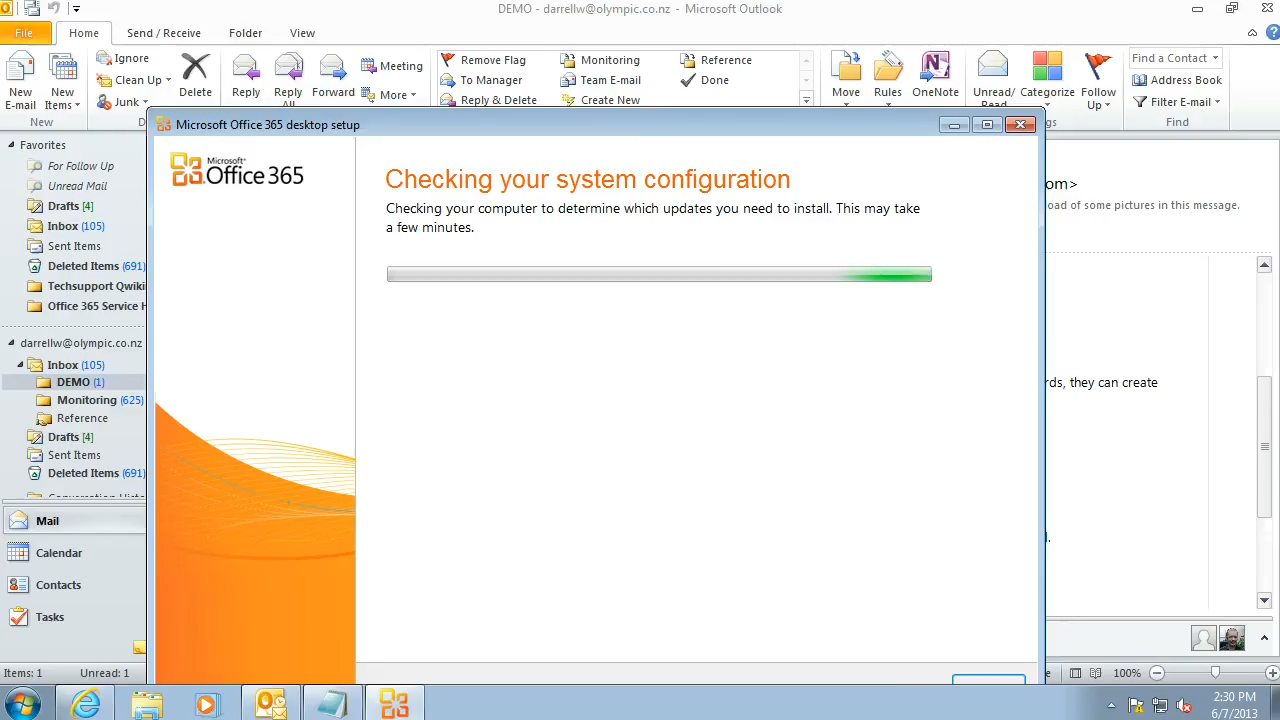 DEMO - darrellw@olympic.co.nz - Microsoft Outlook
File Home Send / Receive Folder View
Ignore
Clean Up
Junk
Delete
New E-mail
New Items
New
Reply
Reply All
Forward
Meeting
More
Remove Flag
To Manager
Reply & Delete
Monitoring
Team E-mail
Create New
Reference
Done
Move
Rules
OneNote
Unread/ Read
Categorize
Follow Up
Find a Contact
Address Book
Filter E-mail
Find
Microsoft Office 365 desktop setup
Microsoft®
Office 365
Checking your system configuration
Checking your computer to determine which updates you need to install. This may take
a few minutes.
Favorites
For Follow Up
Unread Mail
Drafts [4]
Inbox (105)
Sent Items
Deleted Items (691)
Techsupport Qwiki
Office 365 Service H
darrellw@olympic.co.nz
Inbox (105)
DEMO (1)
Monitoring (625)
Reference
Drafts [4]
Sent Items
Deleted Items (691)
Mail
Calendar
Contacts
Tasks
om>
oad of some pictures in this message.
rds, they can create
Items: 1 Unread: 1
100%
2:30 PM
6/7/2013